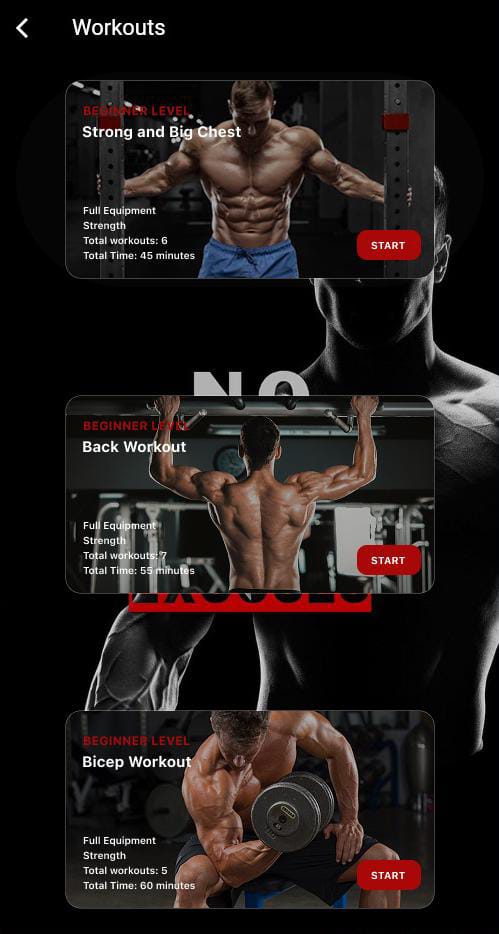 Workouts
BEGINNER LEVEL
Strong and Big Chest
Full Equipment
Strength
Total workouts: 6
Total Time: 45 minutes
START
NO
BEGINNER LEVEL
Back Workout
Full Equipment
Strength
Total workouts: 7
Total Time: 55 minutes
START
BEGINNER LEVEL
Bicep Workout
Full Equipment
Strength
Total workouts: 5
Total Time: 60 minutes
START